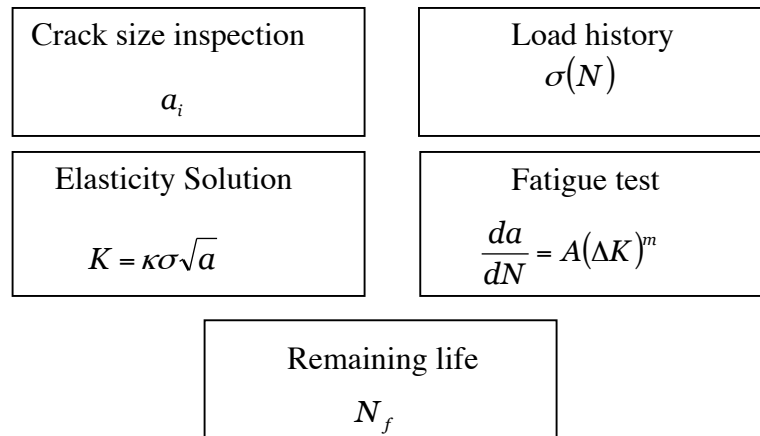 Crack size inspection
a_i
Load history
σ(N)
Elasticity Solution
K = κσ√a
Fatigue test
da/dN = A(ΔK)^m
Remaining life
N_f